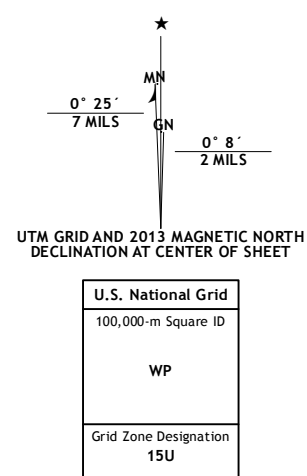 ★
MN
0° 25´
7 MILS
GN
0° 8´
2 MILS
UTM GRID AND 2013 MAGNETIC NORTH
DECLINATION AT CENTER OF SHEET
U.S. National Grid
100,000-m Square ID
WP
Grid Zone Designation
15U